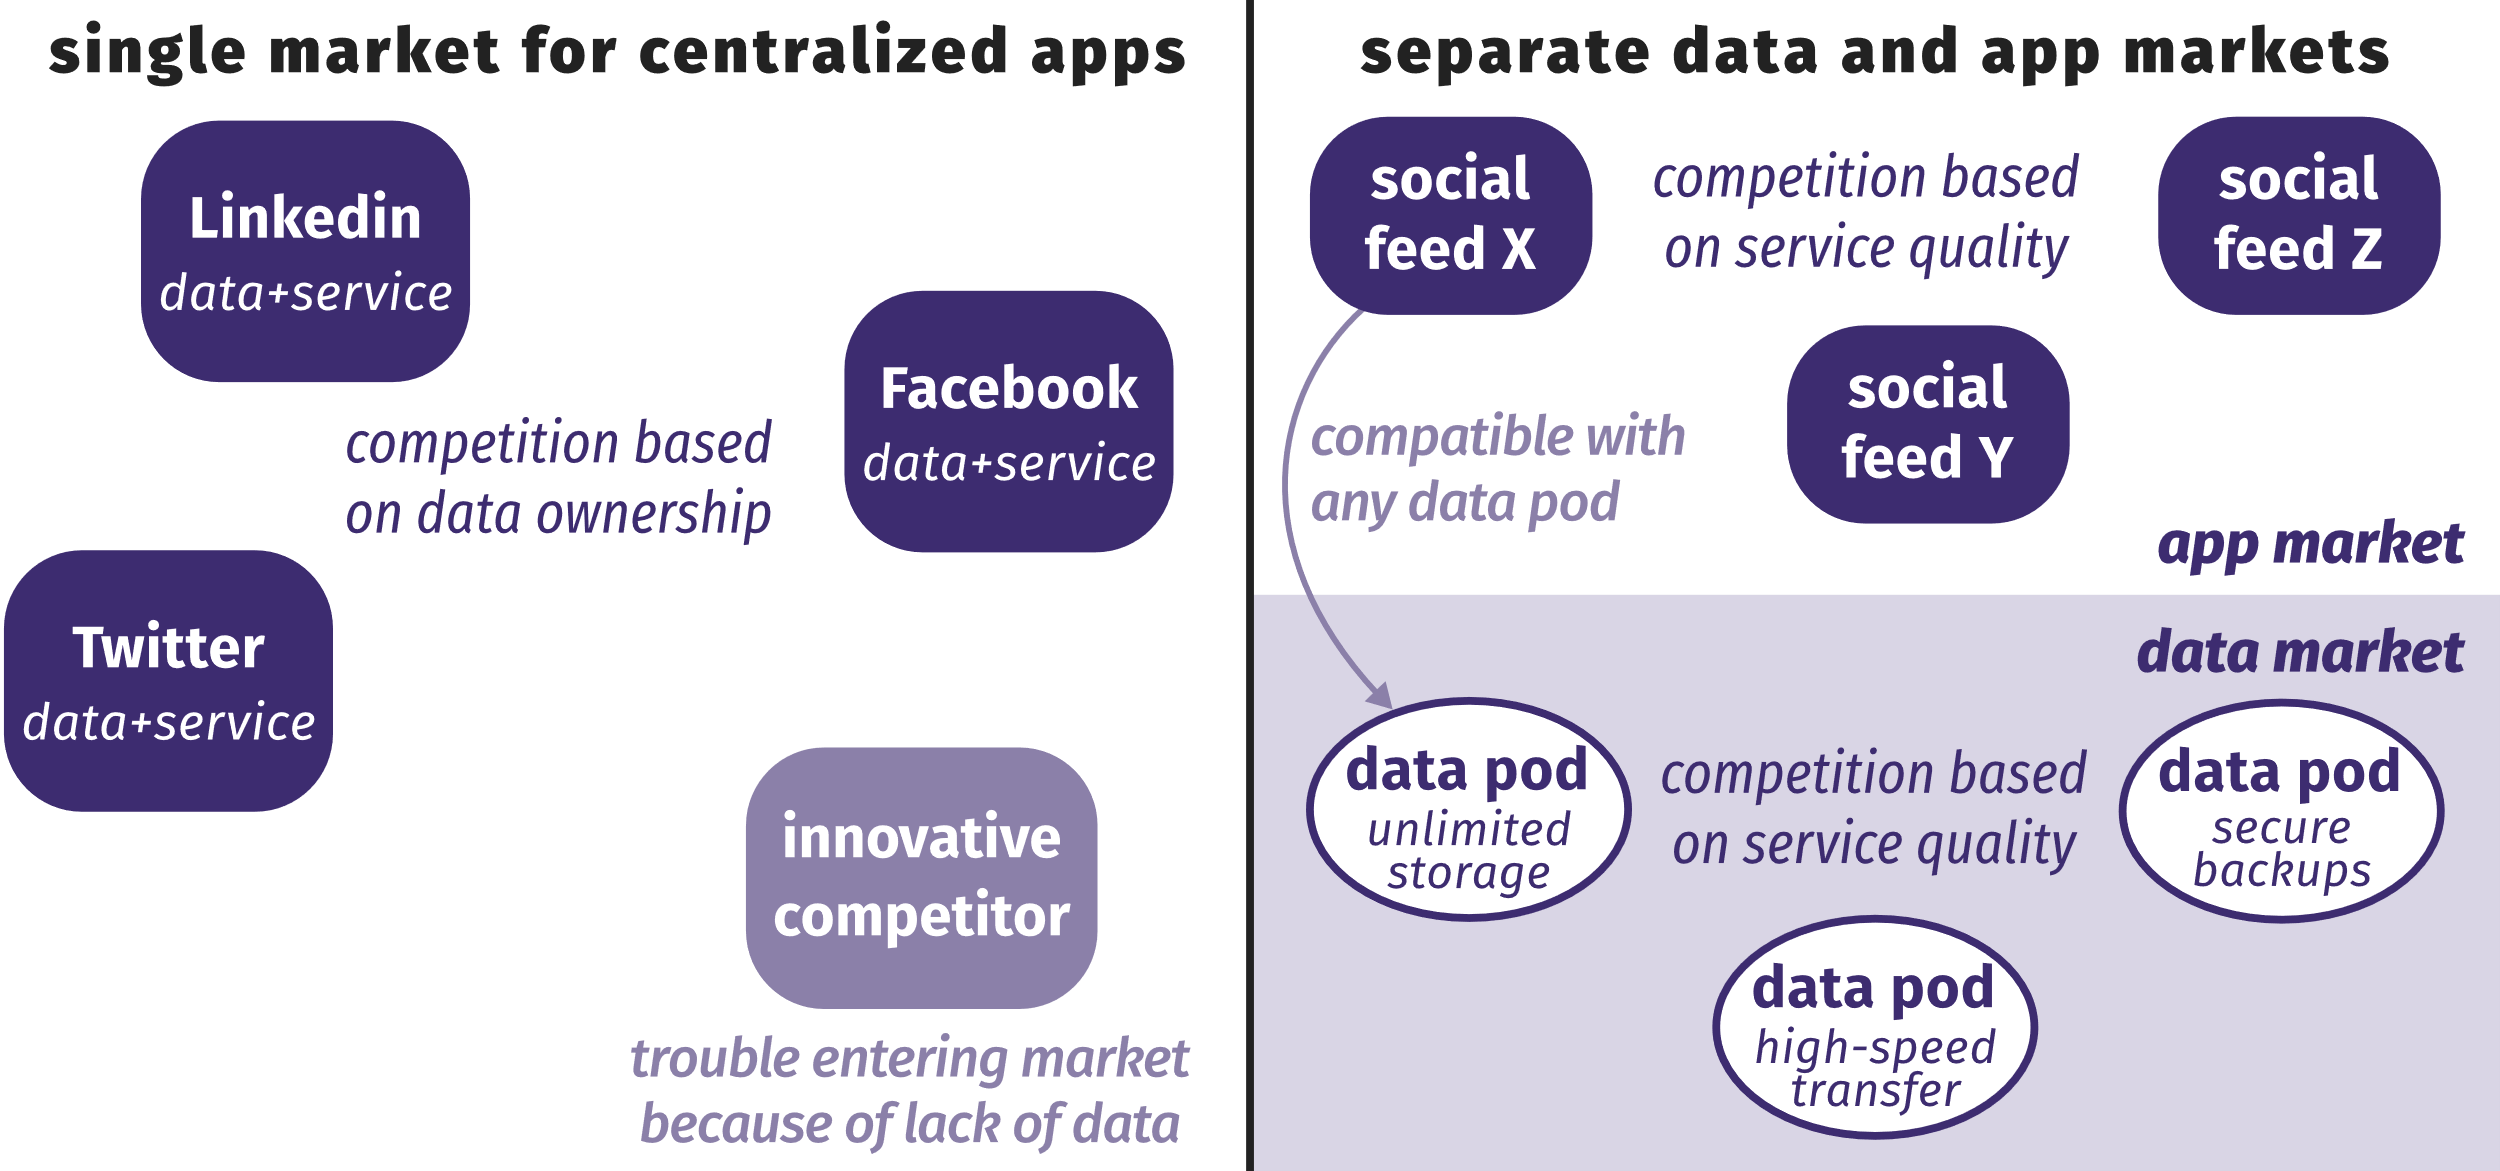 single market for centralized apps
Linkedin
data+service
Facebook
data+service
competition based
on data ownership
Twitter
data+service
innovative
competitor
trouble entering market
because of lack of data
separate data and app markets
social
feed X
competition based
on service quality
social
feed Z
social
feed Y
compatible with
any data pod
app market
data market
data pod
unlimited
storage
competition based
on service quality
data pod
secure
backups
data pod
high-speed
transfer